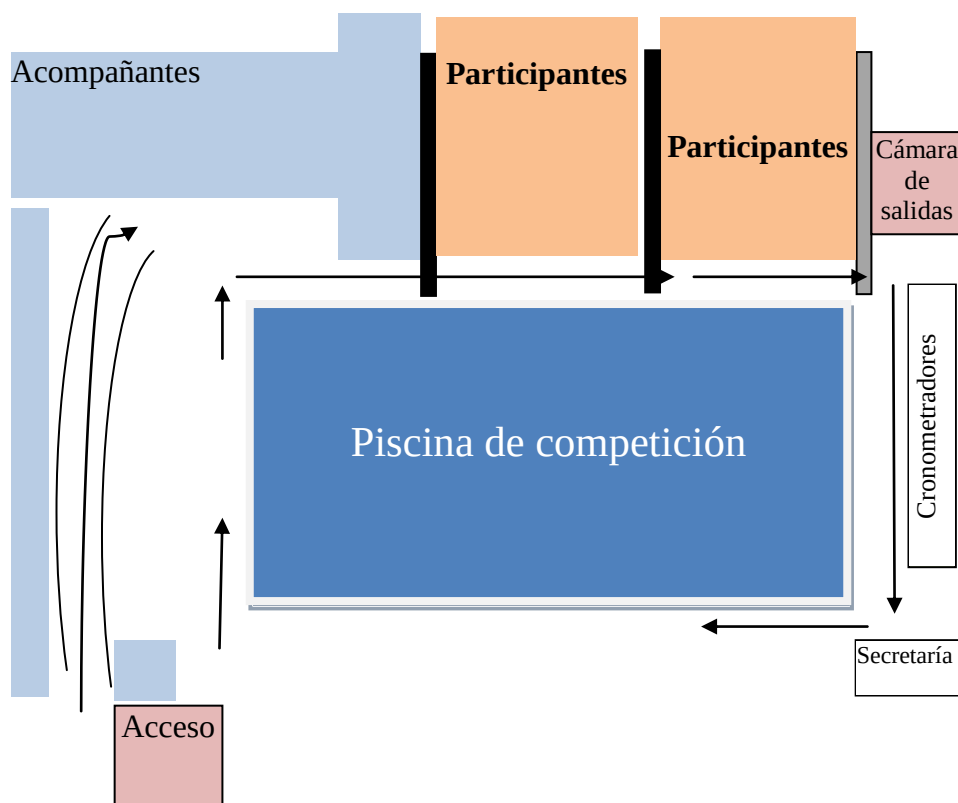 Acompañantes
Participantes
Participantes
Cámara
de
salidas
Piscina de competición
Cronometradores
Secretaría
Acceso